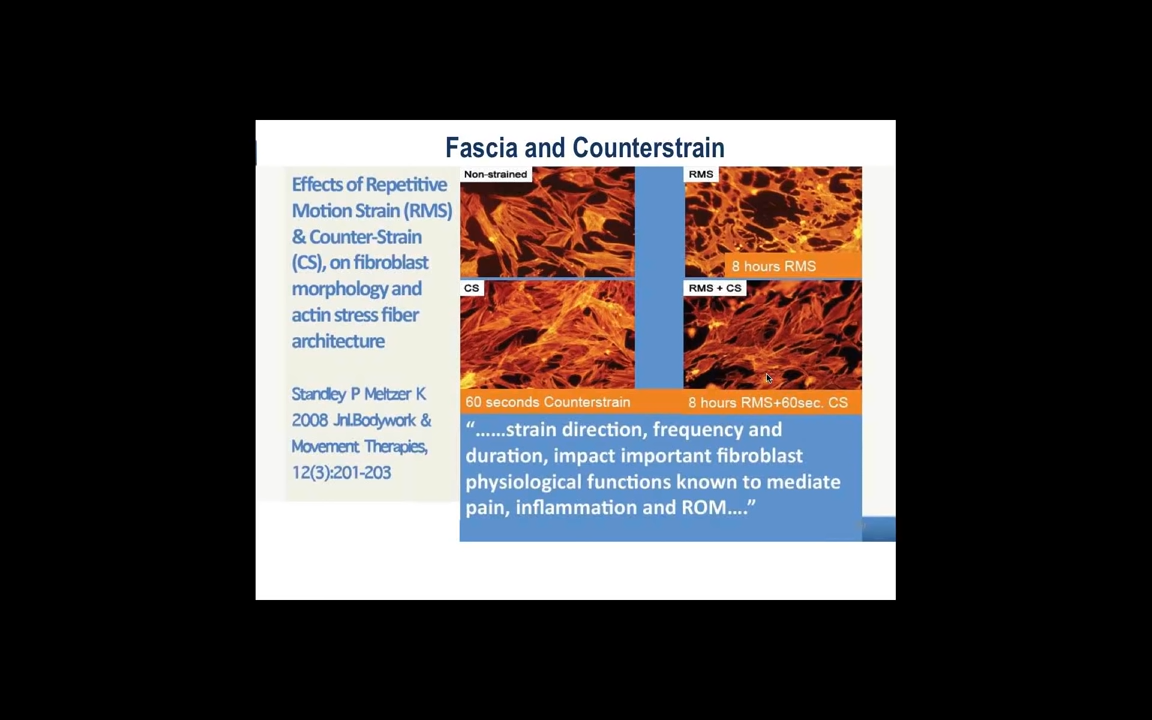 Fascia and Counterstrain
Effects of Repetitive
Motion Strain (RMS)
& Counter-Strain
(CS), on fibroblast
morphology and
actin stress fiber
architecture
Standley P Meltzer K
2008 Jnl.Bodywork &
Movement Therapies,
12(3):201-203
Non-strained
RMS
8 hours RMS
CS
RMS + CS
60 seconds Counterstrain
8 hours RMS+60sec. CS
“......strain direction, frequency and
duration, impact important fibroblast
physiological functions known to mediate
pain, inflammation and ROM....”